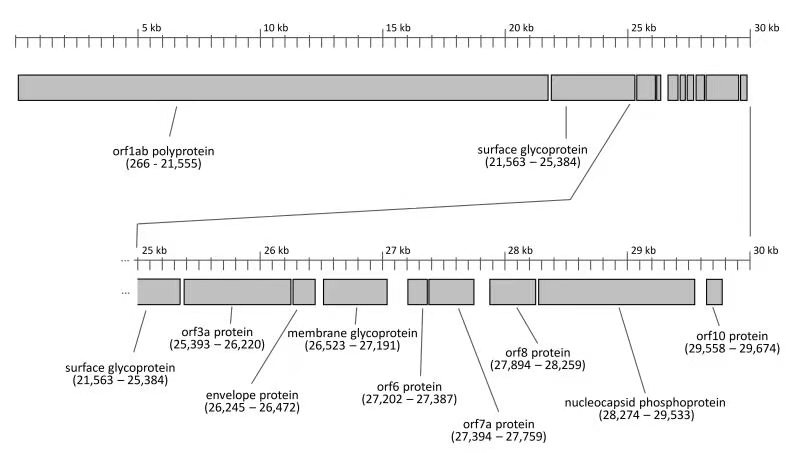 5 kb 10 kb 15 kb 20 kb 25 kb 30 kb
orf1ab polyprotein
(266 - 21,555)
surface glycoprotein
(21,563 – 25,384)
... 25 kb 26 kb 27 kb 28 kb 29 kb 30 kb
...
surface glycoprotein
(21,563 – 25,384)
orf3a protein
(25,393 – 26,220)
envelope protein
(26,245 – 26,472)
membrane glycoprotein
(26,523 – 27,191)
orf6 protein
(27,202 – 27,387)
orf7a protein
(27,394 – 27,759)
orf8 protein
(27,894 – 28,259)
nucleocapsid phosphoprotein
(28,274 – 29,533)
orf10 protein
(29,558 – 29,674)